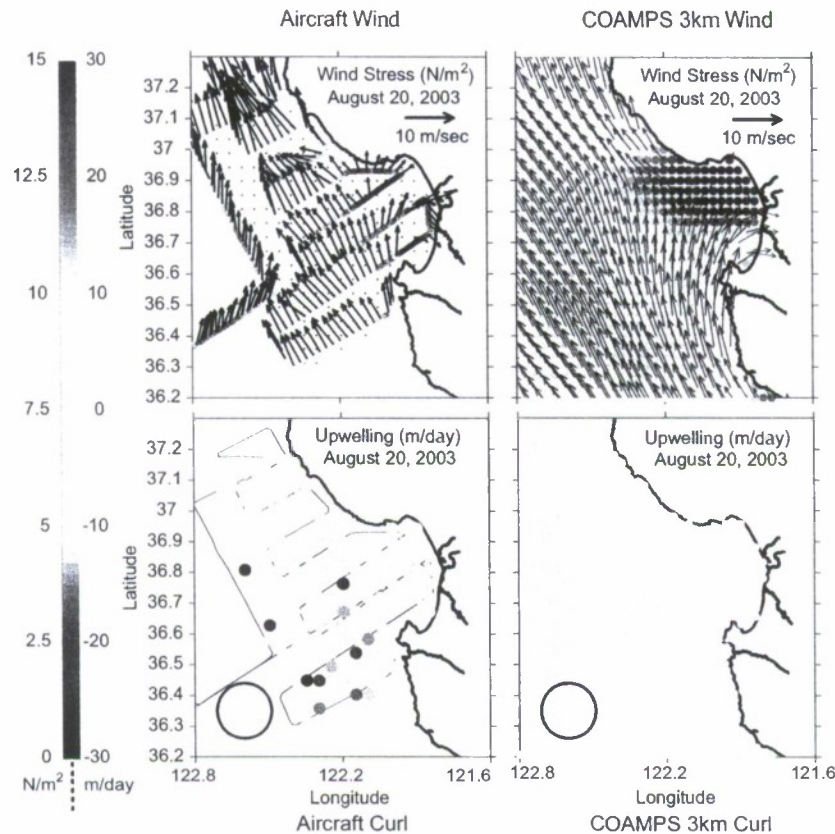 Aircraft Wind
COAMPS 3km Wind
15
30
12.5
20
10
10
7.5
0
5
-10
2.5
-20
0
-30
N/m²
m/day
Latitude
37.2
37.1
37
36.9
36.8
36.7
36.6
36.5
36.4
36.3
36.2
Wind Stress (N/m²)
August 20, 2003
10 m/sec
Wind Stress (N/m²)
August 20, 2003
10 m/sec
Latitude
37.2
37.1
37
36.9
36.8
36.7
36.6
36.5
36.4
36.3
36.2
Upwelling (m/day)
August 20, 2003
Upwelling (m/day)
August 20, 2003
122.8
122.2
121.6
122.8
122.2
121.6
Longitude
Longitude
Aircraft Curl
COAMPS 3km Curl